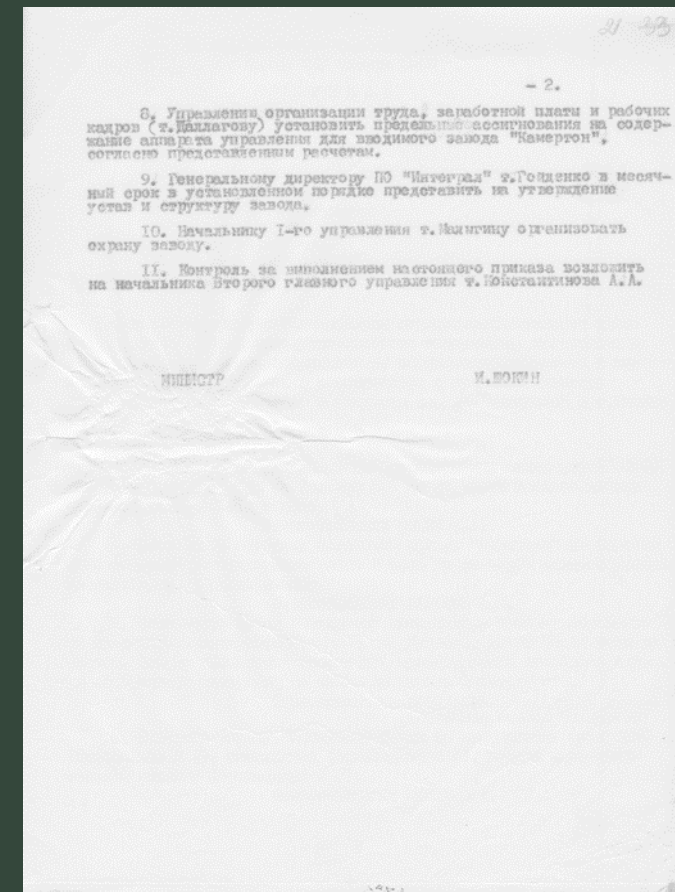 21
- 2.
8. Управлению организации труда, заработной платы и рабочих
кадров (т.Даллагову) установить предельные ассигнования на содер-
жание аппарата управления для вводимого завода "Камертон",
согласно представленным расчетам.
9. Генеральному директору ПО "Интеграл" т.Гойденко в месяч-
ный срок в установленном порядке представить на утверждение
устав и структуру завода.
10. Начальнику I-го управления т.Малыгину организовать
охрану заводу.
II. Контроль за выполнением настоящего приказа возложить
на начальника Второго главного управления т.Константинова А.А.
МИНИСТР И.ШОКИН